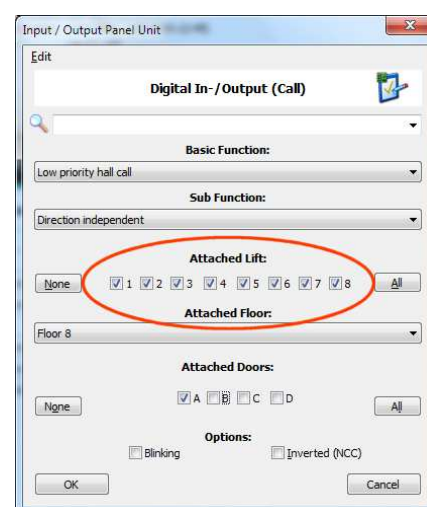 Input / Output Panel Unit
Edit
Digital In-/Output (Call)
Basic Function:
Low priority hall call
Sub Function:
Direction independent
Attached Lift:
None 1 2 3 4 5 6 7 8 All
Attached Floor:
Floor 8
Attached Doors:
None A B C D All
Options:
Blinking Inverted (NCC)
OK Cancel